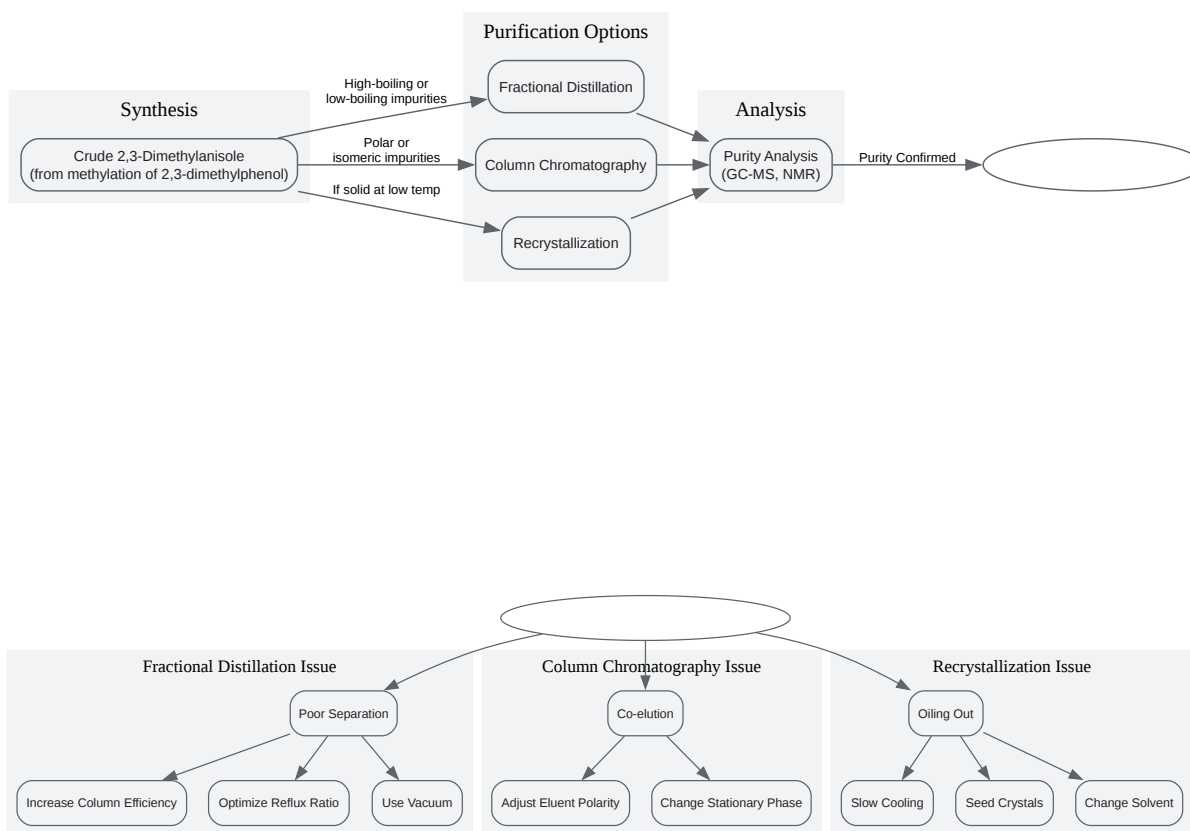 Purification Options
Fractional Distillation
High-boiling or
low-boiling impurities
Synthesis
Analysis
Crude 2,3-Dimethylanisole
(from methylation of 2,3-dimethylphenol)
Polar or
isomeric impurities
Column Chromatography
Purity Analysis
(GC-MS, NMR)
Purity Confirmed
If solid at low temp
Recrystallization
Fractional Distillation Issue
Column Chromatography Issue
Recrystallization Issue
Poor Separation
Co-elution
Oiling Out
Increase Column Efficiency
Optimize Reflux Ratio
Use Vacuum
Adjust Eluent Polarity
Change Stationary Phase
Slow Cooling
Seed Crystals
Change Solvent